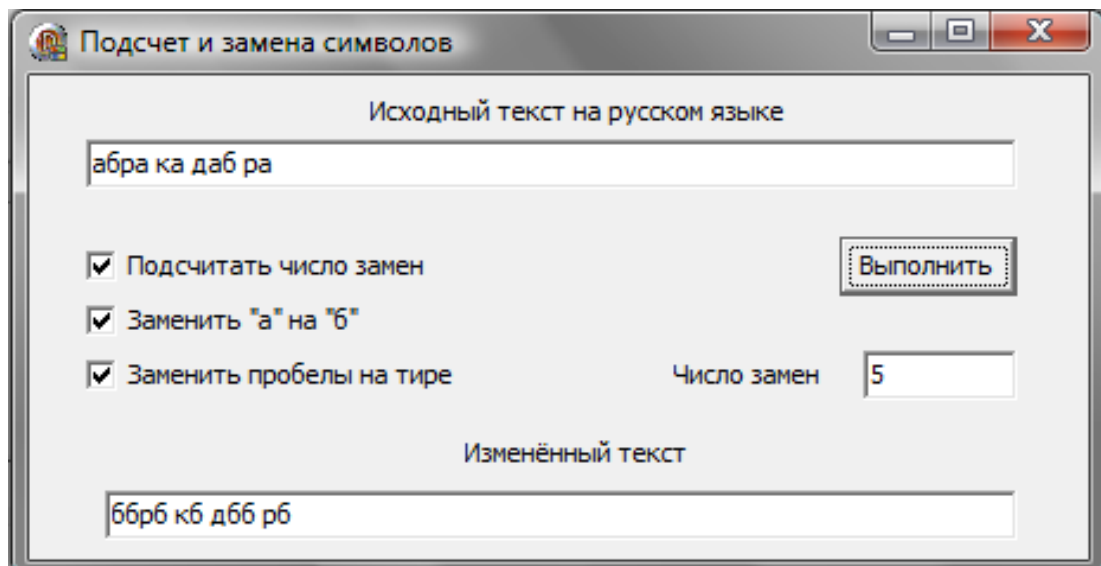 Подсчет и замена символов
Исходный текст на русском языке
абра ка даб ра
Подсчитать число замен
Выполнить
Заменить "а" на "б"
Заменить пробелы на тире
Число замен
5
Изменённый текст
ббрб кб дбб рб